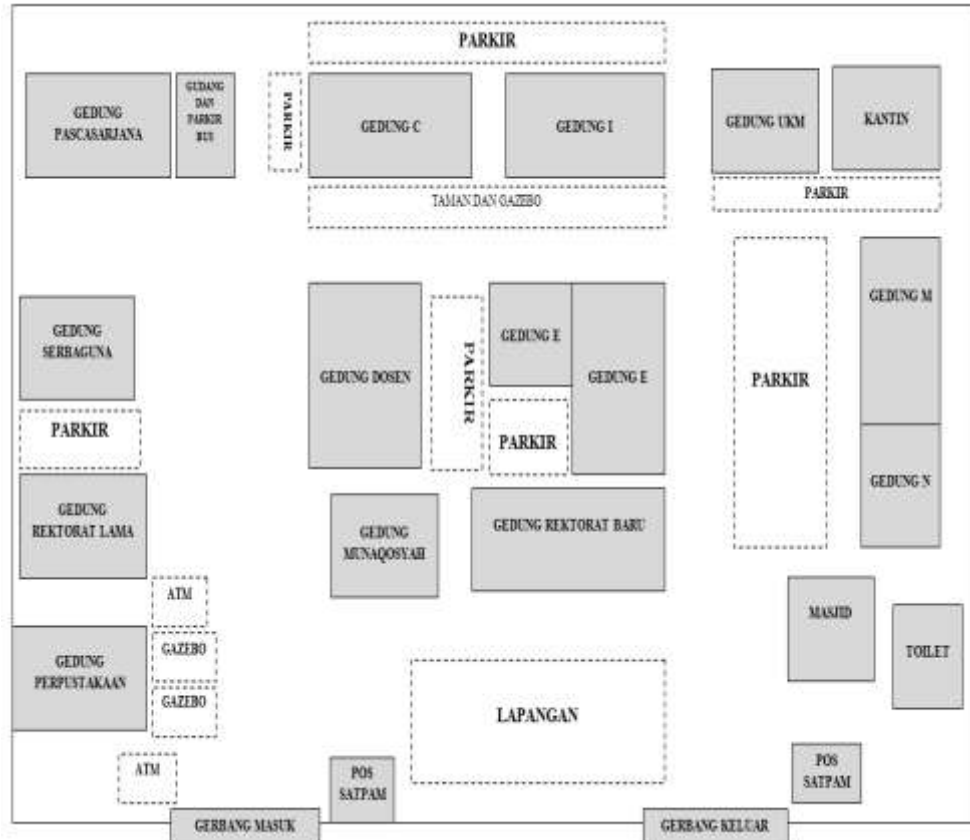 PARKIR
GEDUNG
PASCASARJANA
GUDANG
DAN
PARKIR
BUS
PARKIR
GEDUNG C
GEDUNG I
GEDUNG UKM
KANTIN
TAMAN DAN GAZEBO
PARKIR
GEDUNG
SERBAGUNA
GEDUNG DOSEN
PARKIR
GEDUNG E
GEDUNG E
PARKIR
GEDUNG M
PARKIR
PARKIR
GEDUNG N
GEDUNG
REKTORAT LAMA
GEDUNG
MUNAQOSYAH
GEDUNG REKTORAT BARU
ATM
MASJID
GEDUNG
PERPUSTAKAAN
GAZEBO
GAZEBO
TOILET
LAPANGAN
ATM
POS
SATPAM
POS
SATPAM
GERBANG MASUK
GERBANG KELUAR